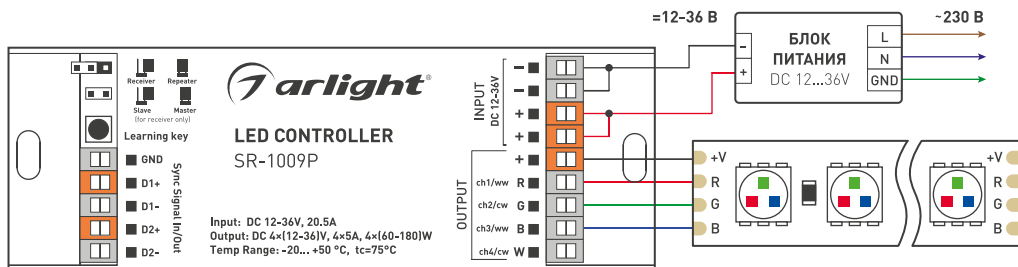 =12-36 В
~230 В
БЛОК
ПИТАНИЯ
DC 12...36V
-
+
L
N
GND
Receiver
Repeater
Slave
(for receiver only)
Master
Learning key
GND
D1+
D1-
D2+
D2-
Sync Signal In/Out
arlight®
LED CONTROLLER
SR-1009P
Input: DC 12-36V, 20.5A
Output: DC 4×(12-36)V, 4×5A, 4×(60-180)W
Temp Range: -20... +50 °C, tc=75°C
INPUT
DC 12-36V
-
-
+
+
OUTPUT
+
ch1/ww R
ch2/cw G
ch3/ww B
ch4/cw W
+V
R
G
B
+V
R
G
B